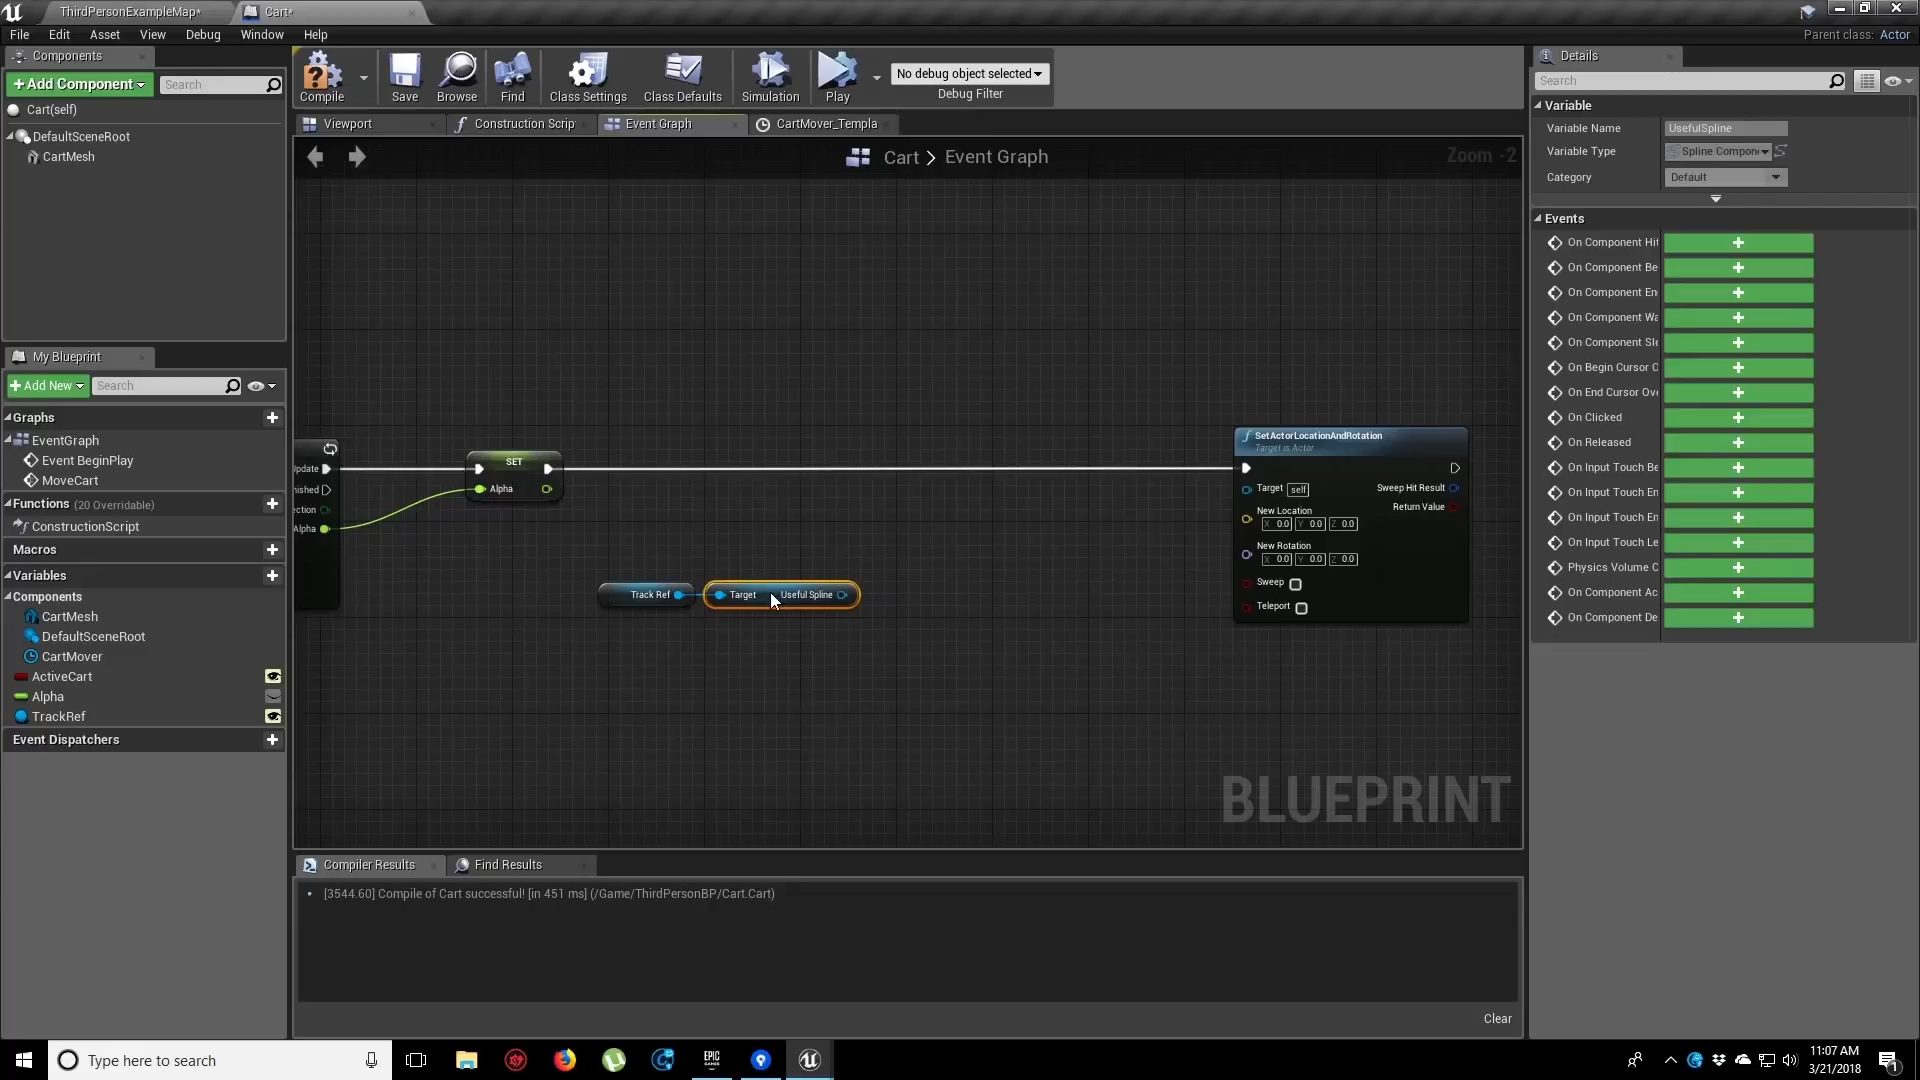 ThirdPersonExampleMap*
Cart*
File Edit Asset View Debug Window Help
Parent class: Actor
Components
+ Add Component
Search
Cart(self)
DefaultSceneRoot
CartMesh
My Blueprint
+ Add New
Search
Graphs
EventGraph
Event BeginPlay
MoveCart
Functions (20 Overridable)
ConstructionScript
Macros
Variables
Components
CartMesh
DefaultSceneRoot
CartMover
ActiveCart
Alpha
TrackRef
Event Dispatchers
Compile
Save
Browse
Find
Class Settings
Class Defaults
Simulation
Play
No debug object selected
Debug Filter
Viewport
Construction Scrip
Event Graph
CartMover_Templa
Cart > Event Graph
Zoom -2
Update
nished
ection
Alpha
SET
Alpha
Track Ref
Target
Useful Spline
SetActorLocationAndRotation
Target is Actor
Target self
Sweep Hit Result
New Location
Return Value
X 0.0 Y 0.0 Z 0.0
New Rotation
X 0.0 Y 0.0 Z 0.0
Sweep
Teleport
BLUEPRINT
Compiler Results
Find Results
[3544.60] Compile of Cart successful! [in 451 ms] (/Game/ThirdPersonBP/Cart.Cart)
Clear
Details
Search
Variable
Variable Name UsefulSpline
Variable Type Spline Compon
Category Default
Events
On Component Hit
On Component Be
On Component En
On Component Wa
On Component Sle
On Begin Cursor C
On End Cursor Ove
On Clicked
On Released
On Input Touch Be
On Input Touch En
On Input Touch En
On Input Touch Le
Physics Volume C
On Component Ac
On Component De
Type here to search
EPIC
GAMES
11:07 AM
3/21/2018
1